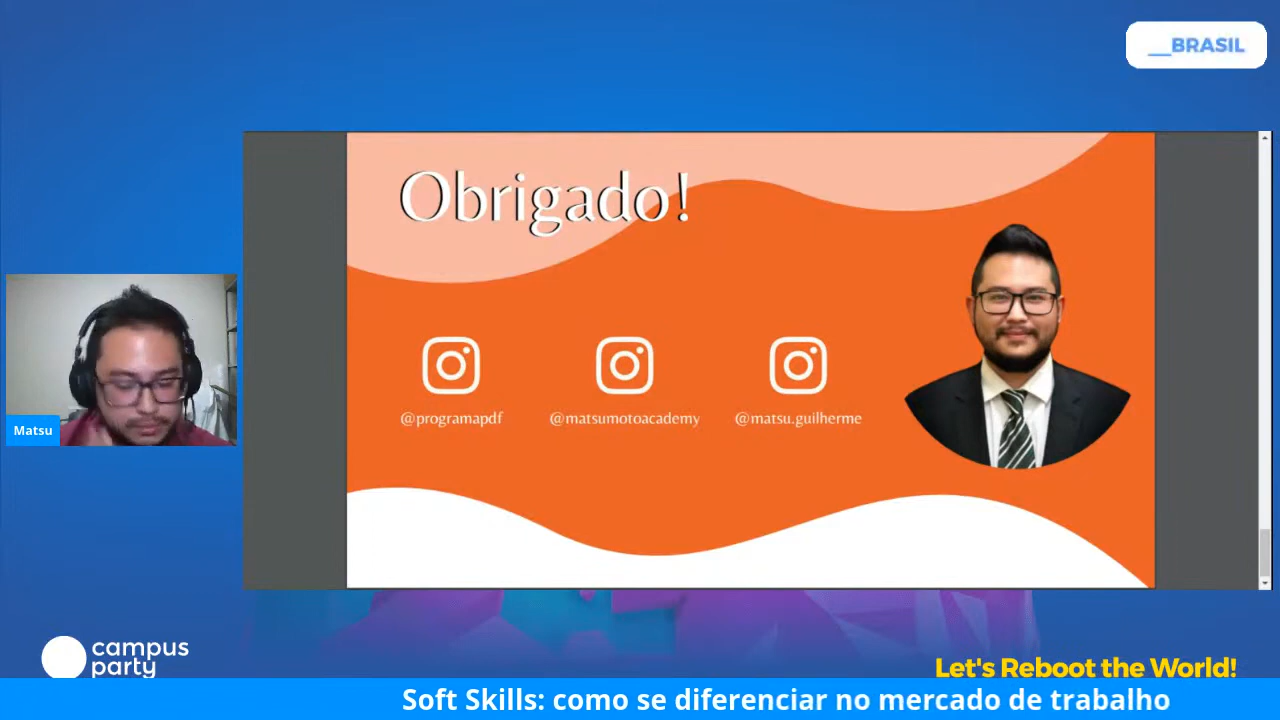 __BRASIL
Obrigado!
@programapdf
@matsumotoacademy
@matsu.guilherme
Matsu
campus
party
Let's Reboot the World!
Soft Skills: como se diferenciar no mercado de trabalho